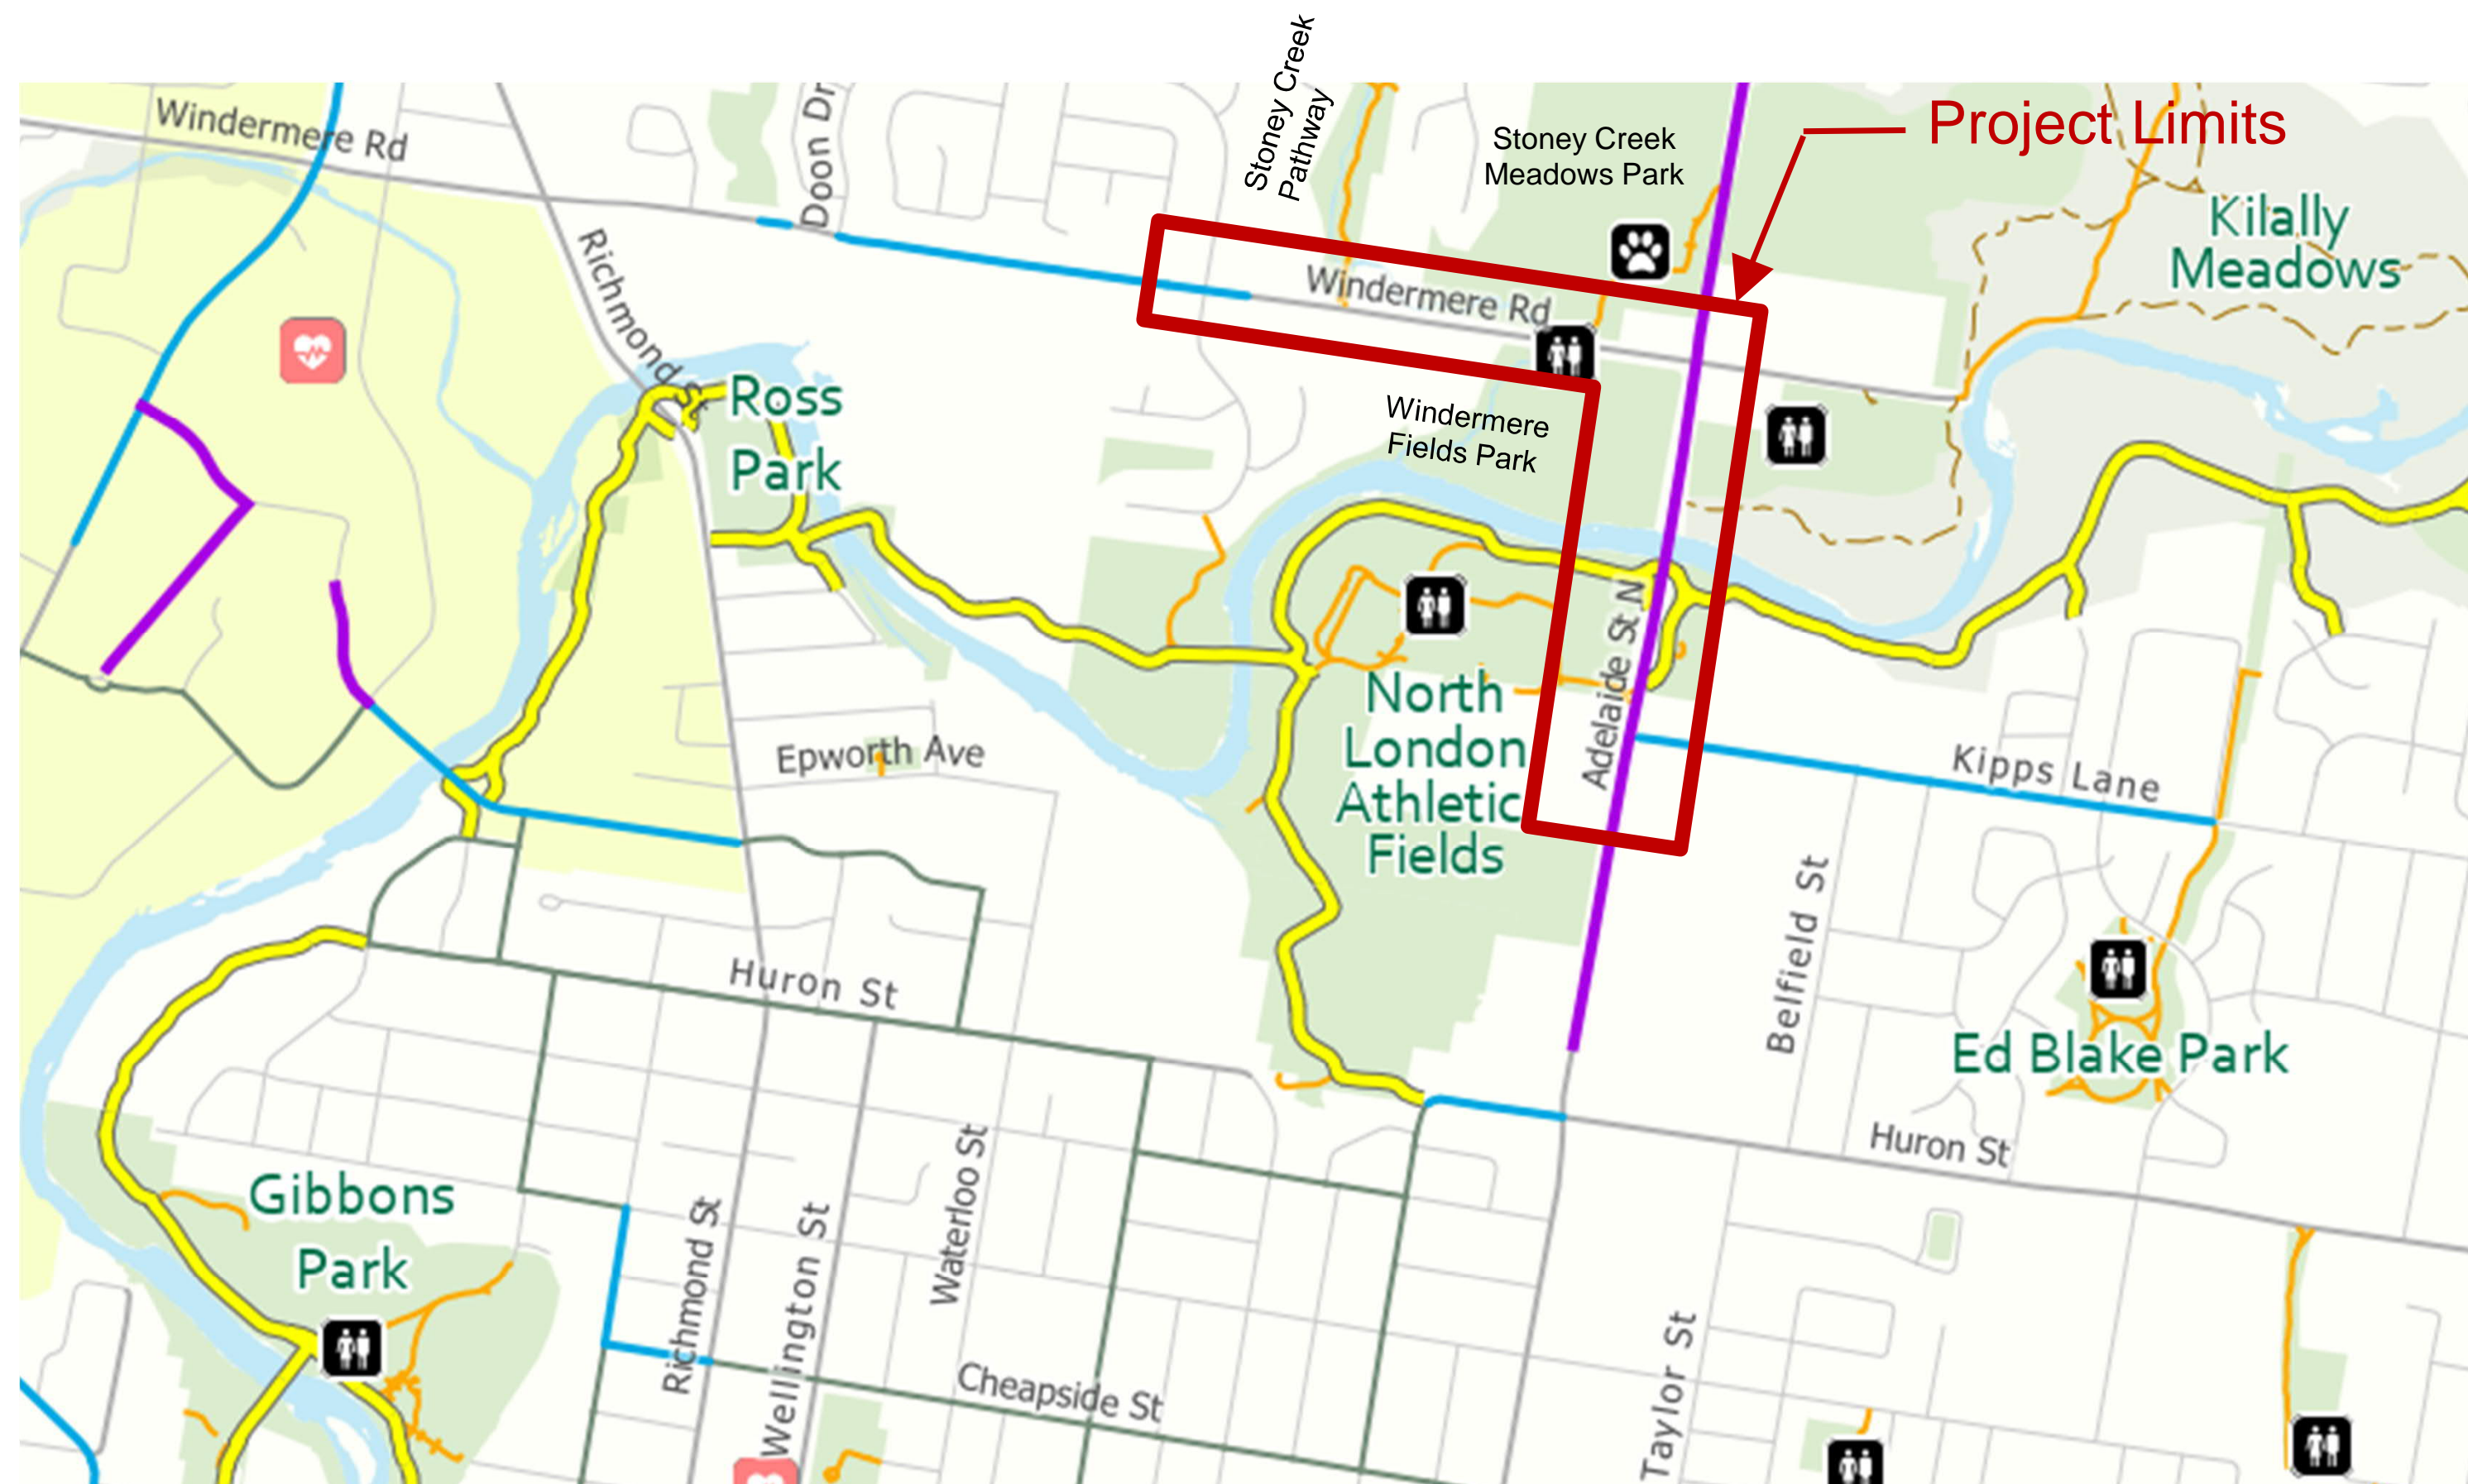 Stoney Creek
Pathway
Windermere Rd
Doon Dr
Stoney Creek
Meadows Park
Project Limits
Kilally
Meadows
Richmond St
Windermere Rd
Ross
Park
Windermere
Fields Park
Adelaide St N
North
London
Athletic
Fields
Epworth Ave
Kipps Lane
Belfield St
Huron St
Ed Blake Park
Huron St
Gibbons
Park
Richmond St
Wellington St
Waterloo St
Cheapside St
Taylor St